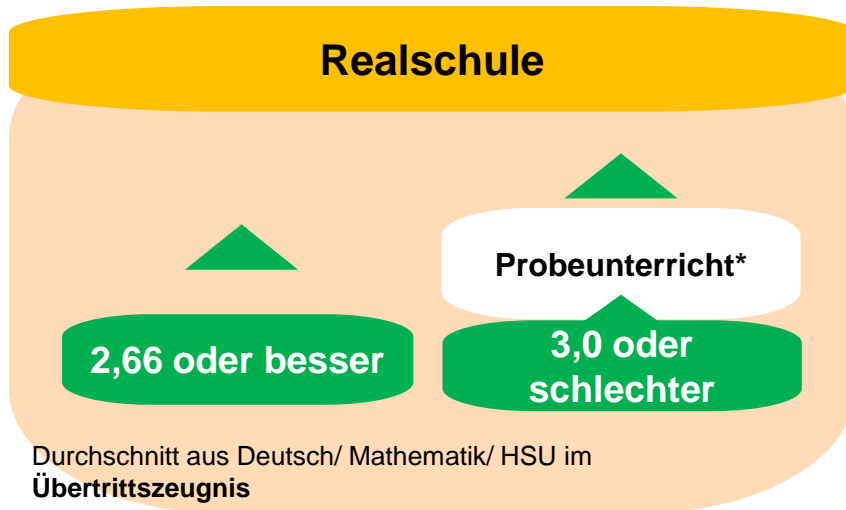 Realschule
Probeunterricht*
2,66 oder besser
3,0 oder
schlechter
Durchschnitt aus Deutsch/ Mathematik/ HSU im
Übertrittszeugnis